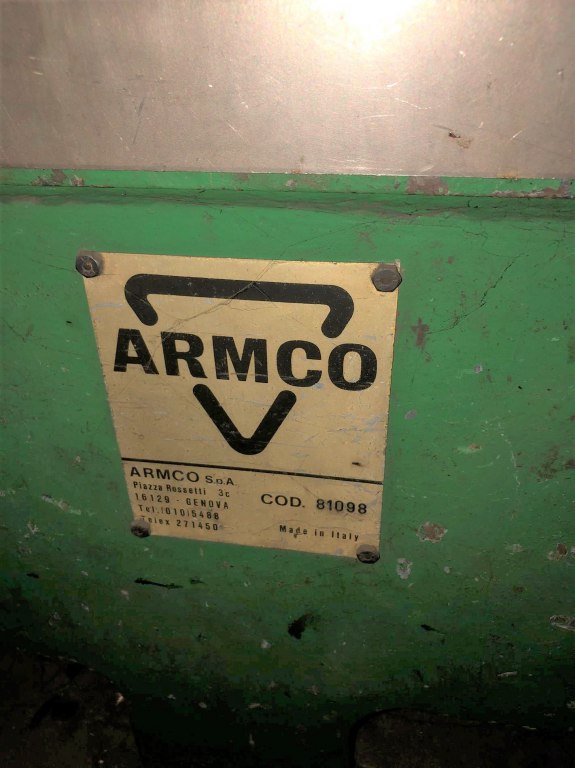 ARMCO
ARMCO S.p.A.
Piazza Rossetti 3c
16129 - GENOVA
Tel. (010) 5488
Telex 271450
COD. 81098
Made in Italy